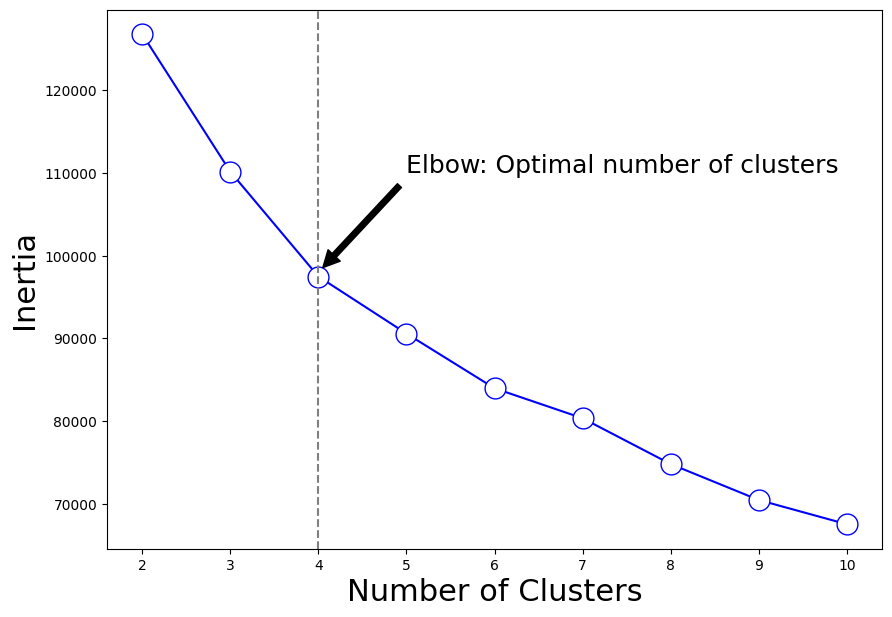 120000
110000
100000
90000
80000
70000
Inertia
Elbow: Optimal number of clusters
2 3 4 5 6 7 8 9 10
Number of Clusters